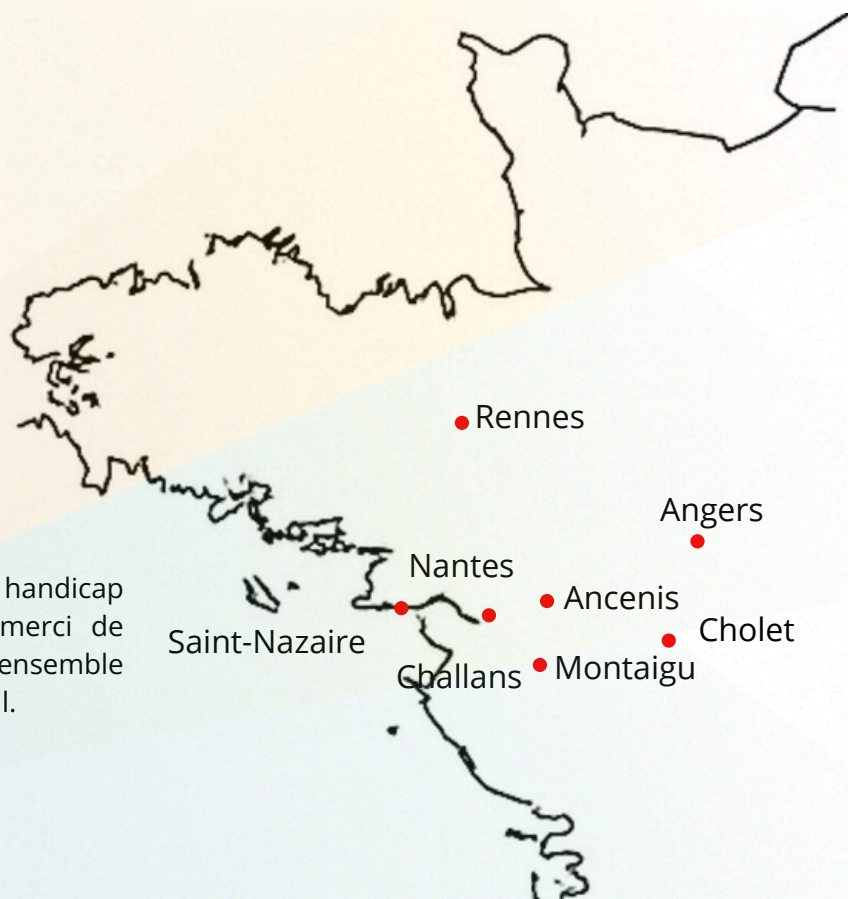 Rennes
Angers
Nantes
handicap
merci de
ensemble
l.
Ancenis
Saint-Nazaire
Cholet
Challans
Montaigu